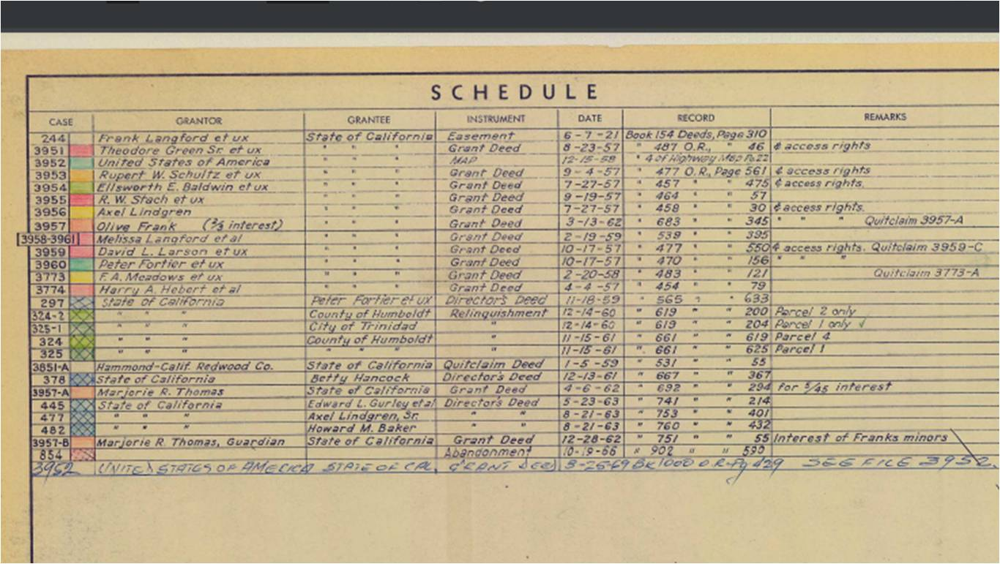 SCHEDULE
CASE GRANTOR GRANTEE INSTRUMENT DATE RECORD REMARKS
244 Frank Langford et ux State of California Easement 6-7-21 Book 154 Deeds, Page 310
3951 Theodore Green Sr. et ux " " " Grant Deed 8-23-57 " 487 O.R., " 46 ¢ access rights
3952 United States of America " " " MAP 12-15-58 " 4 of Highway Map Pg. 22
3953 Rupert W. Schultz et ux " " " Grant Deed 9-4-57 " 477 O.R., Page 561 ¢ access rights
3954 Ellsworth E. Baldwin et ux " " " Grant Deed 7-27-57 " 457 " " 475 ¢ access rights.
3955 R.W. Stach et ux " " " Grant Deed 9-19-57 " 464 " " 57
3956 Axel Lindgren " " " Grant Deed 7-27-57 " 458 " " 30 ¢ access rights.
3957 Olive Frank (2/3 interest) " " " Grant Deed 3-13-62 " 683 " " 345 " " " Quitclaim 3957-A
[3958-3961] Melissa Langford et al " " " Grant Deed 2-19-59 " 539 " " 395
3959 David L. Larson et ux " " " Grant Deed 10-17-57 " 477 " " 550 ¢ access rights. Quitclaim 3959-C
3960 Peter Fortier et ux " " " Grant Deed 10-17-57 " 470 " " 156 " " "
3773 F.A. Meadows et ux " " " Grant Deed 2-20-58 " 483 " " 121 Quitclaim 3773-A
3774 Harry A. Hebert et al " " " Grant Deed 4-4-57 " 454 " " 79
297 State of California Peter Fortier et ux Director's Deed 11-18-59 " 565 " " 633
324-2 " " " County of Humboldt Relinquishment 12-14-60 " 619 " " 200 Parcel 2 only
325-1 " " " City of Trinidad " 12-14-60 " 619 " " 204 Parcel 1 only ✓
324 " " " County of Humboldt " 11-15-61 " 661 " " 619 Parcel 4
325 " " " " " " " 11-15-61 " 661 " " 625 Parcel 1
3851-A Hammond-Calif. Redwood Co. State of California Quitclaim Deed 1-5-59 " 531 " " 55
378 State of California Betty Hancock Director's Deed 12-13-61 " 667 " " 367
3957-A Marjorie R. Thomas State of California Grant Deed 4-6-62 " 692 " " 294 for 5/45 interest
445 State of California Edward L. Gurley et al Director's Deed 5-23-63 " 741 " " 214
477 " " " Axel Lindgren, Sr. " " 8-21-63 " 753 " " 401
482 " " " Howard M. Baker " " 8-21-63 " 760 " " 432
3957-B Marjorie R. Thomas, Guardian State of California Grant Deed 12-28-62 " 751 " " 55 Interest of Franks minors
854 Abandonment 10-19-66 " 902 " " 590
3952 UNITED STATES OF AMERICA STATE OF CAL. GRANT DEED 8-25-69 BK 1000 O.R. Pg 429 SEE FILE 3952.